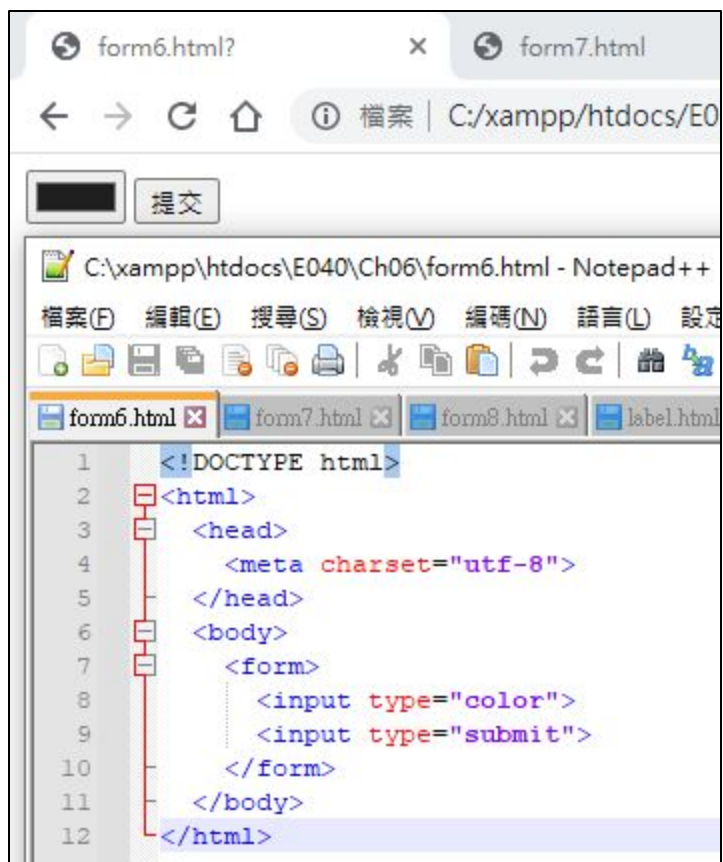 form6.html?
form7.html
檔案 | C:/xampp/htdocs/E0
提交
C:\xampp\htdocs\E040\Ch06\form6.html - Notepad++
檔案(F) 編輯(E) 搜尋(S) 檢視(V) 編碼(N) 語言(L) 設定
form6.html form7.html form8.html label.html
1 <!DOCTYPE html>
2 <html>
3 <head>
4 <meta charset="utf-8">
5 </head>
6 <body>
7 <form>
8 <input type="color">
9 <input type="submit">
10 </form>
11 </body>
12 </html>